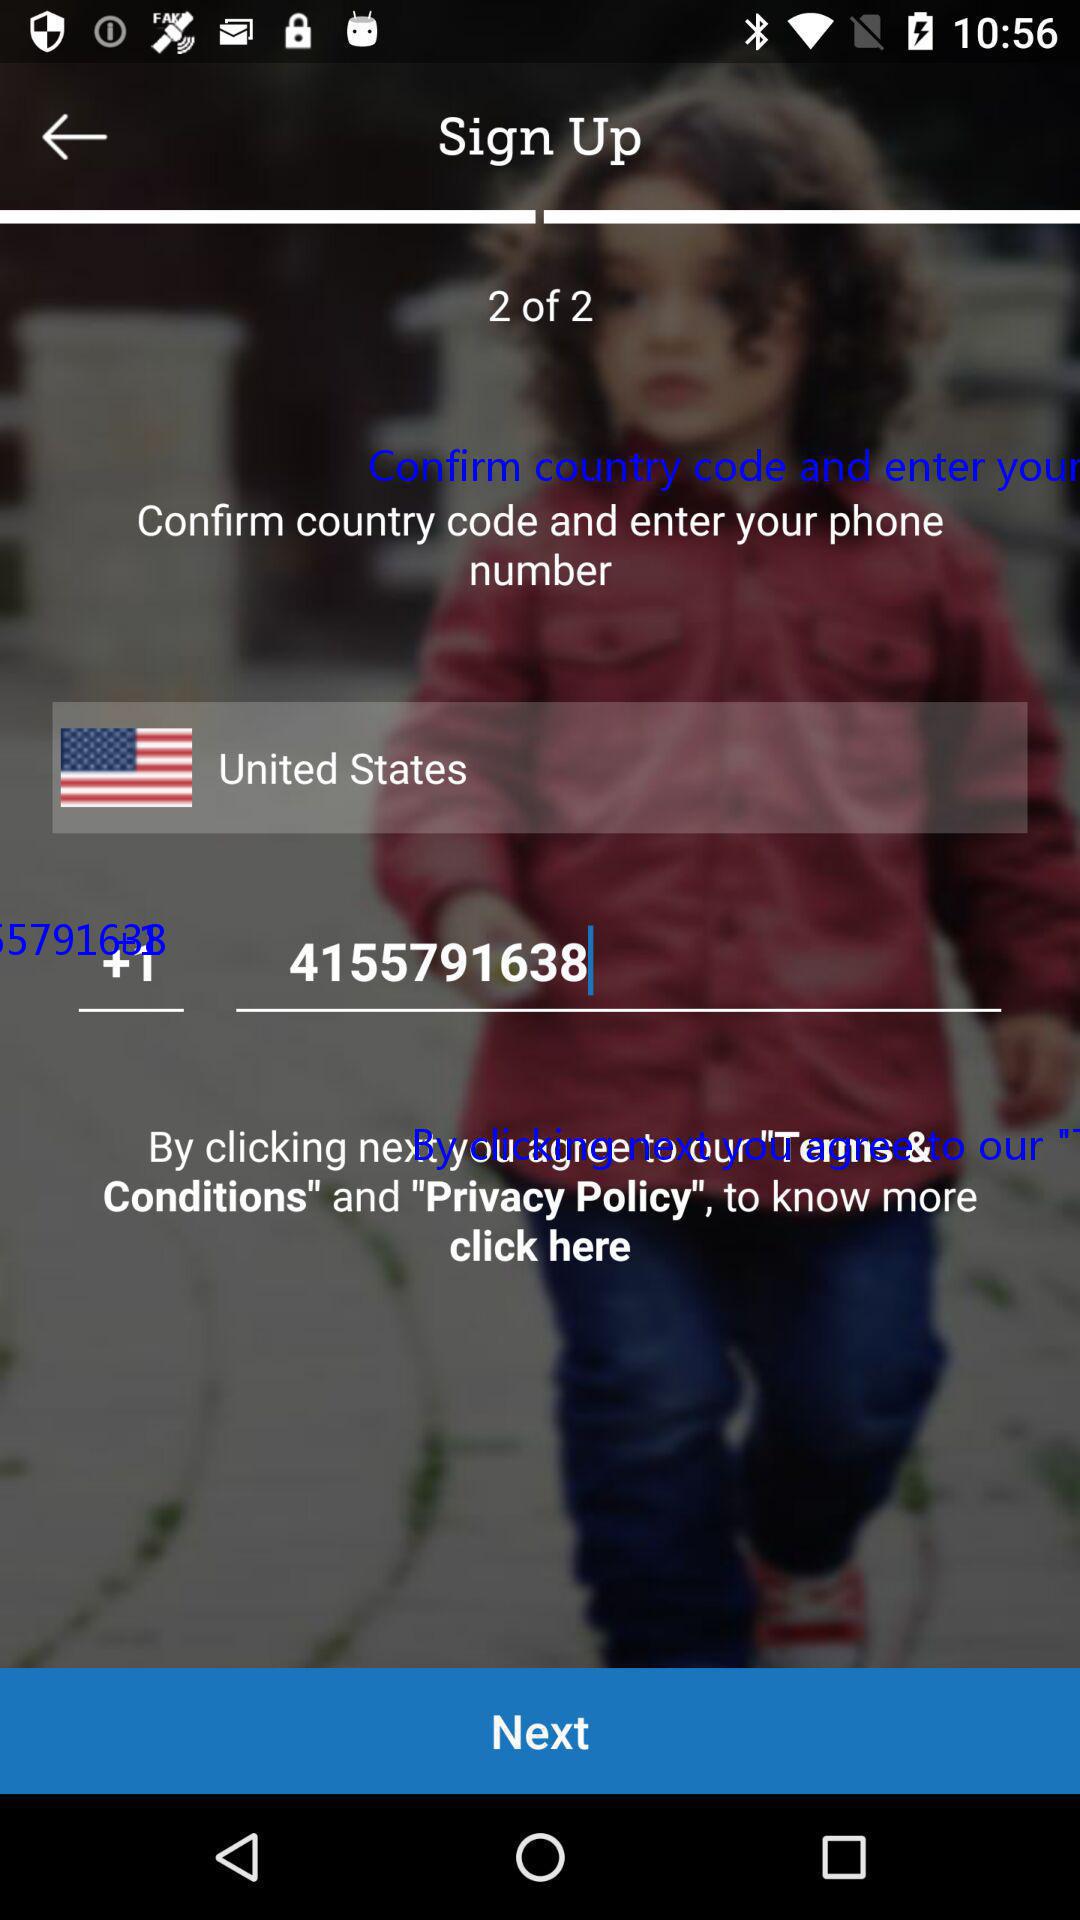 FAKE
10:56
Sign Up
2 of 2
Confirm country code and enter your
Confirm country code and enter your phone
number
United States
55791638
+1
+1 4155791638
By clicking next you agree to our "T
By clicking next you agree to our "Terms &
Conditions" and "Privacy Policy", to know more
click here
Next